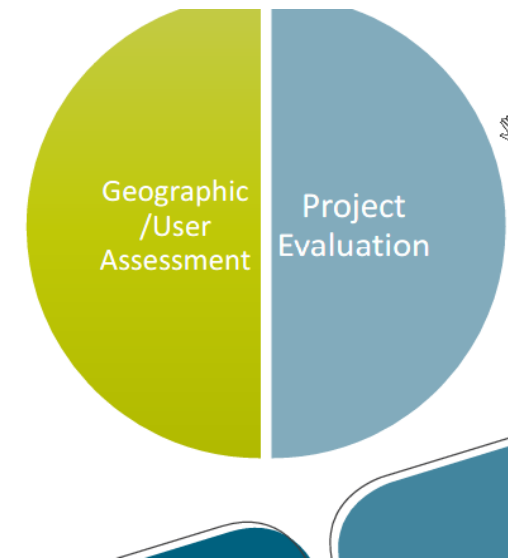 Geographic
/User
Assessment
Project
Evaluation